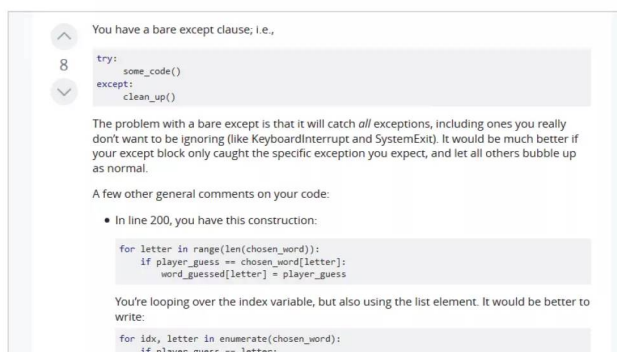 You have a bare except clause; i.e.,
8
try:
    some_code()
except:
    clean_up()
The problem with a bare except is that it will catch all exceptions, including ones you really
don't want to be ignoring (like KeyboardInterrupt and SystemExit). It would be much better if
your except block only caught the specific exception you expect, and let all others bubble up
as normal.
A few other general comments on your code:
• In line 200, you have this construction:
for letter in range(len(chosen_word)):
    if player_guess == chosen_word[letter]:
        word_guessed[letter] = player_guess
You're looping over the index variable, but also using the list element. It would be better to
write:
for idx, letter in enumerate(chosen_word):
    if player_guess == letter: